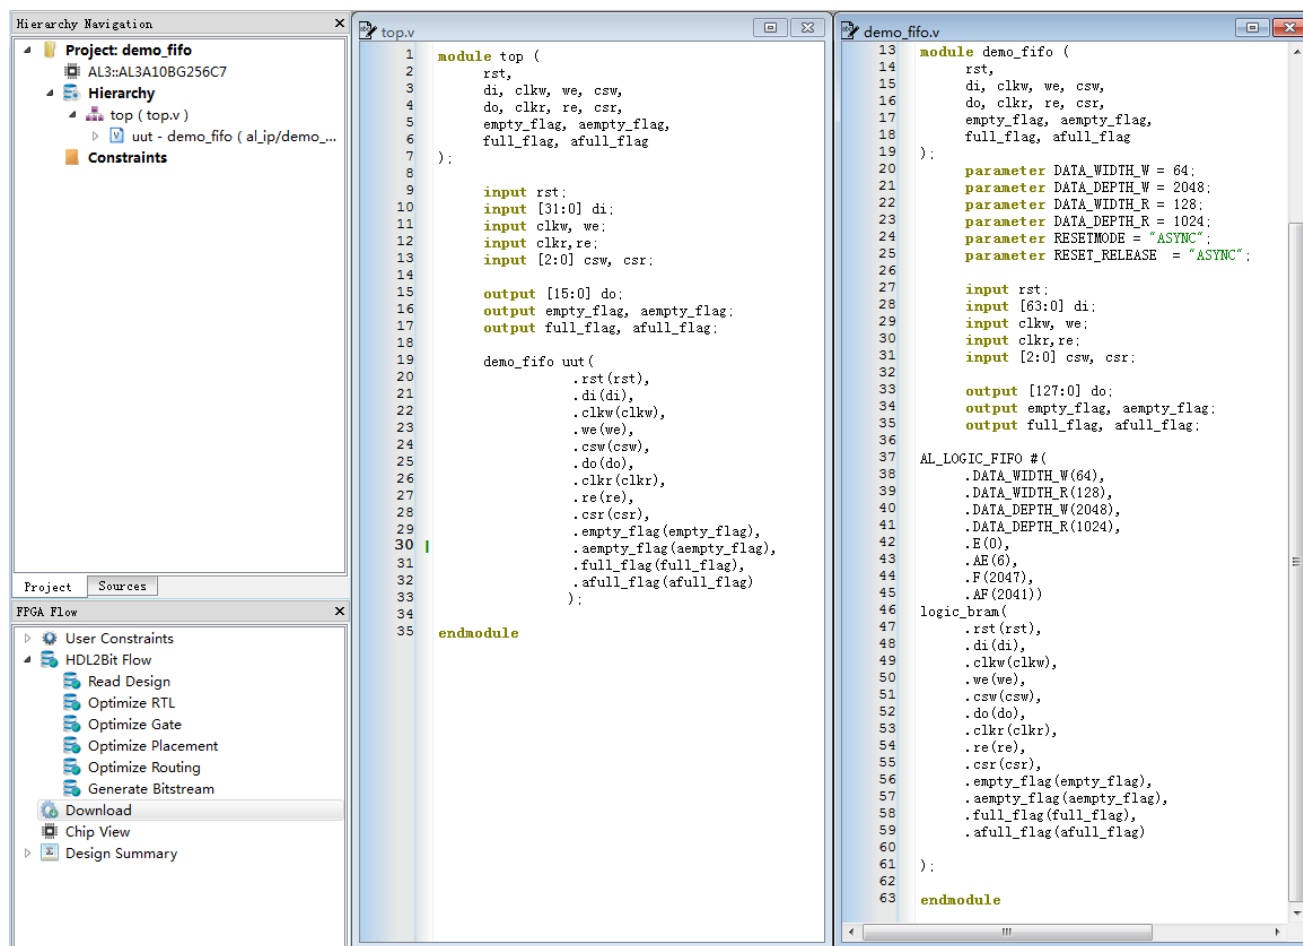 Hierarchy Navigation
Project: demo_fifo
AL3::AL3A10BG256C7
Hierarchy
top ( top.v )
uut - demo_fifo ( al_ip/demo_...
Constraints
Project Sources
FPGA Flow
User Constraints
HDL2Bit Flow
Read Design
Optimize RTL
Optimize Gate
Optimize Placement
Optimize Routing
Generate Bitstream
Download
Chip View
Design Summary
top.v
1 module top (
2 rst,
3 di, clkw, we, csw,
4 do, clkr, re, csr,
5 empty_flag, aempty_flag,
6 full_flag, afull_flag
7 );
8
9 input rst;
10 input [31:0] di;
11 input clkw, we;
12 input clkr,re;
13 input [2:0] csw, csr;
14
15 output [15:0] do;
16 output empty_flag, aempty_flag;
17 output full_flag, afull_flag;
18
19 demo_fifo uut(
20 .rst(rst),
21 .di(di),
22 .clkw(clkw),
23 .we(we),
24 .csw(csw),
25 .do(do),
26 .clkr(clkr),
27 .re(re),
28 .csr(csr),
29 .empty_flag(empty_flag),
30 .aempty_flag(aempty_flag),
31 .full_flag(full_flag),
32 .afull_flag(afull_flag)
33 );
34
35 endmodule
demo_fifo.v
13 module demo_fifo (
14 rst,
15 di, clkw, we, csw,
16 do, clkr, re, csr,
17 empty_flag, aempty_flag,
18 full_flag, afull_flag
19 );
20 parameter DATA_WIDTH_W = 64;
21 parameter DATA_DEPTH_W = 2048;
22 parameter DATA_WIDTH_R = 128;
23 parameter DATA_DEPTH_R = 1024;
24 parameter RESETMODE = "ASYNC";
25 parameter RESET_RELEASE = "ASYNC";
26
27 input rst;
28 input [63:0] di;
29 input clkw, we;
30 input clkr,re;
31 input [2:0] csw, csr;
32
33 output [127:0] do;
34 output empty_flag, aempty_flag;
35 output full_flag, afull_flag;
36
37 AL_LOGIC_FIFO #(
38 .DATA_WIDTH_W(64),
39 .DATA_WIDTH_R(128),
40 .DATA_DEPTH_W(2048),
41 .DATA_DEPTH_R(1024),
42 .E(0),
43 .AE(6),
44 .F(2047),
45 .AF(2041))
46 logic_bram(
47 .rst(rst),
48 .di(di),
49 .clkw(clkw),
50 .we(we),
51 .csw(csw),
52 .do(do),
53 .clkr(clkr),
54 .re(re),
55 .csr(csr),
56 .empty_flag(empty_flag),
57 .aempty_flag(aempty_flag),
58 .full_flag(full_flag),
59 .afull_flag(afull_flag)
60
61 );
62
63 endmodule